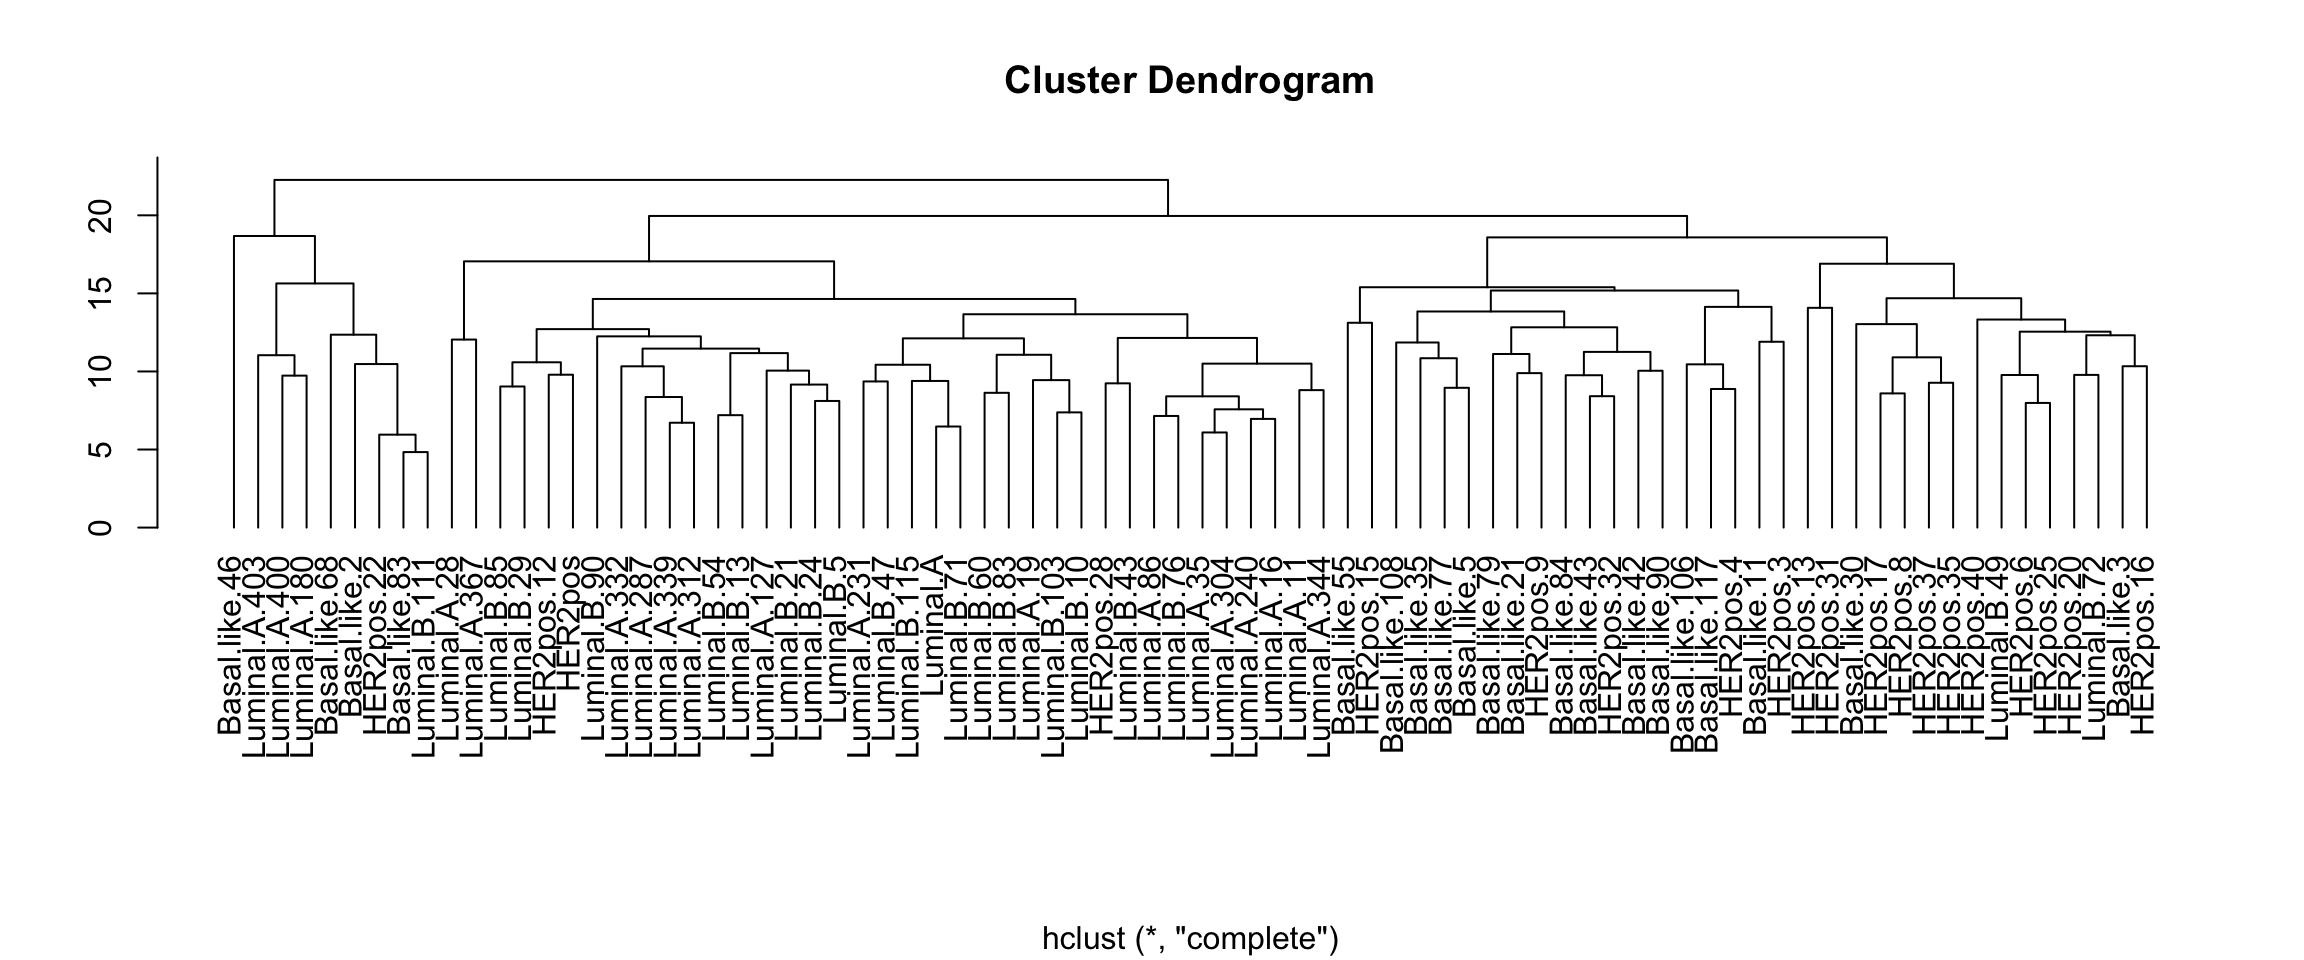 Cluster Dendrogram
20
15
10
5
0
Basal.like.46
Luminal.A.403
Luminal.A.400
Luminal.A.180
Basal.like.68
Basal.like.2
HER2pos.22
Basal.like.83
Luminal.B.111
Luminal.A.28
Luminal.A.367
Luminal.B.85
Luminal.B.29
HER2pos.12
HER2pos
Luminal.B.90
Luminal.A.332
Luminal.A.287
Luminal.A.339
Luminal.A.312
Luminal.B.54
Luminal.B.13
Luminal.A.127
Luminal.B.21
Luminal.B.24
Luminal.B.5
Luminal.A.231
Luminal.B.47
Luminal.B.115
Luminal.A
Luminal.B.71
Luminal.B.60
Luminal.B.83
Luminal.A.19
Luminal.B.103
Luminal.B.10
HER2pos.28
Luminal.B.43
Luminal.A.86
Luminal.B.76
Luminal.A.35
Luminal.A.304
Luminal.A.240
Luminal.A.16
Luminal.A.11
Luminal.A.344
Basal.like.55
HER2pos.15
Basal.like.108
Basal.like.35
Basal.like.77
Basal.like.5
Basal.like.79
Basal.like.21
HER2pos.9
Basal.like.84
Basal.like.43
HER2pos.32
Basal.like.42
Basal.like.90
Basal.like.106
Basal.like.117
HER2pos.4
Basal.like.11
HER2pos.3
HER2pos.13
HER2pos.31
Basal.like.30
HER2pos.17
HER2pos.8
HER2pos.37
HER2pos.35
HER2pos.40
Luminal.B.49
HER2pos.6
HER2pos.25
HER2pos.20
Luminal.B.72
Basal.like.3
HER2pos.16
hclust (*, "complete")